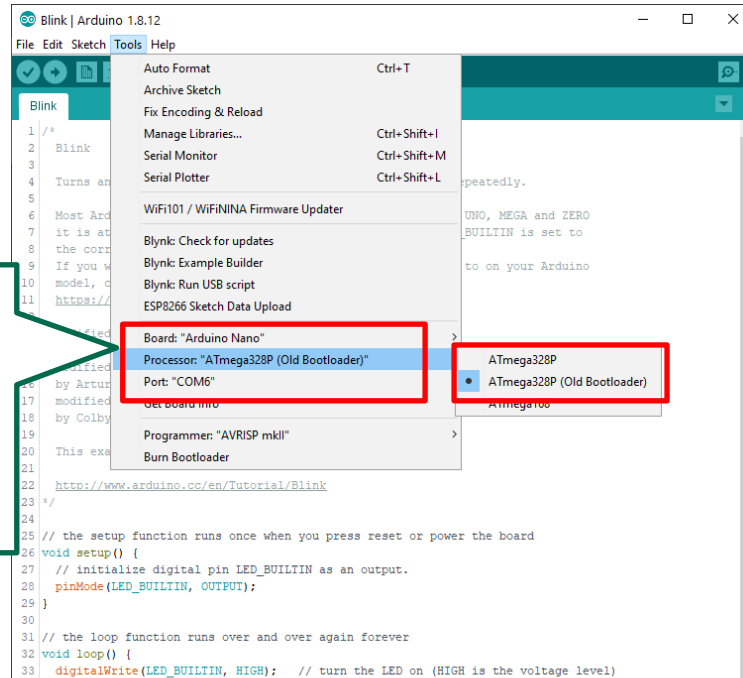 Blink | Arduino 1.8.12
File Edit Sketch Tools Help
Auto Format Ctrl+T
Archive Sketch
Fix Encoding & Reload
Manage Libraries... Ctrl+Shift+I
Serial Monitor Ctrl+Shift+M
Serial Plotter Ctrl+Shift+L
WiFi101 / WiFiNINA Firmware Updater
Blynk: Check for updates
Blynk: Example Builder
Blynk: Run USB script
ESP8266 Sketch Data Upload
Board: "Arduino Nano"
Processor: "ATmega328P (Old Bootloader)"
Port: "COM6"
Get Board Info
Programmer: "AVRISP mkII"
Burn Bootloader
ATmega328P
ATmega328P (Old Bootloader)
ATmega168
Blink
1 /*
2 Blink
3
4 Turns an epeatedly.
5
6 Most Ard UNO, MEGA and ZERO
7 it is at BUILTIN is set to
8 the corr
9 If you w to on your Arduino
10 model, c
11 https://
16 by Artur
17 modified
18 by Colby
19
20 This exa
21
22 http://www.arduino.cc/en/Tutorial/Blink
23 */
24
25 // the setup function runs once when you press reset or power the board
26 void setup() {
27 // initialize digital pin LED_BUILTIN as an output.
28 pinMode(LED_BUILTIN, OUTPUT);
29 }
30
31 // the loop function runs over and over again forever
32 void loop() {
33 digitalWrite(LED_BUILTIN, HIGH); // turn the LED on (HIGH is the voltage level)